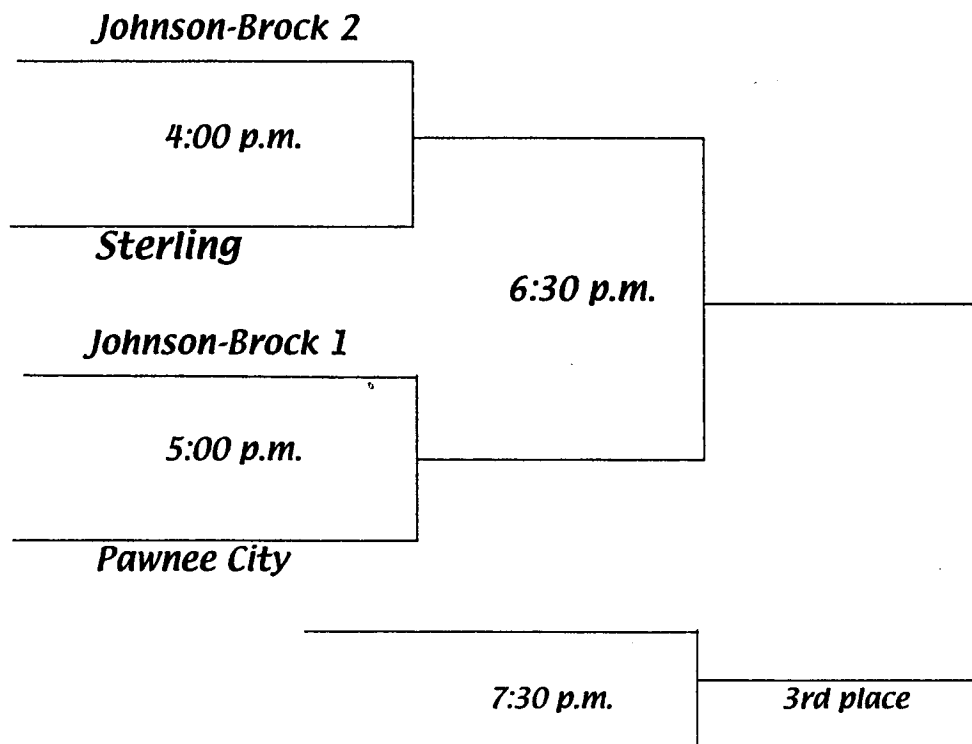 Johnson-Brock 2
4:00 p.m.
Sterling
6:30 p.m.
Johnson-Brock 1
5:00 p.m.
Pawnee City
7:30 p.m.
3rd place